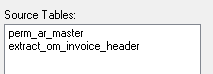 Source Tables:
perm_ar_master
extract_om_invoice_header